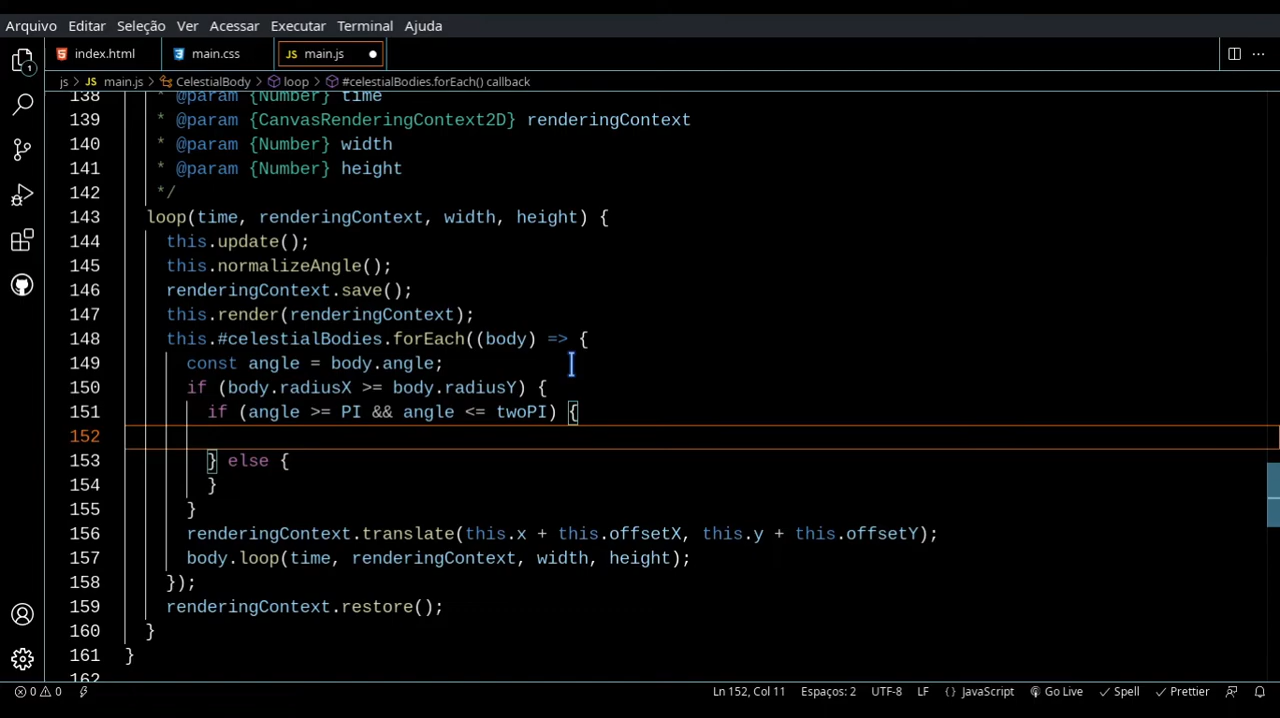 Arquivo Editar Seleção Ver Acessar Executar Terminal Ajuda
index.html main.css JS main.js
js > JS main.js > CelestialBody > loop > #celestialBodies.forEach() callback
1
138 * @param {Number} time
139 * @param {CanvasRenderingContext2D} renderingContext
140 * @param {Number} width
141 * @param {Number} height
142 */
143 loop(time, renderingContext, width, height) {
144 this.update();
145 this.normalizeAngle();
146 renderingContext.save();
147 this.render(renderingContext);
148 this.#celestialBodies.forEach((body) => {
149 const angle = body.angle;
150 if (body.radiusX >= body.radiusY) {
151 if (angle >= PI && angle <= twoPI) {
152
153 } else {
154 }
155 }
156 renderingContext.translate(this.x + this.offsetX, this.y + this.offsetY);
157 body.loop(time, renderingContext, width, height);
158 });
159 renderingContext.restore();
160 }
161 }
162
0 0 Ln 152, Col 11 Espaços: 2 UTF-8 LF {} JavaScript Go Live Spell Prettier